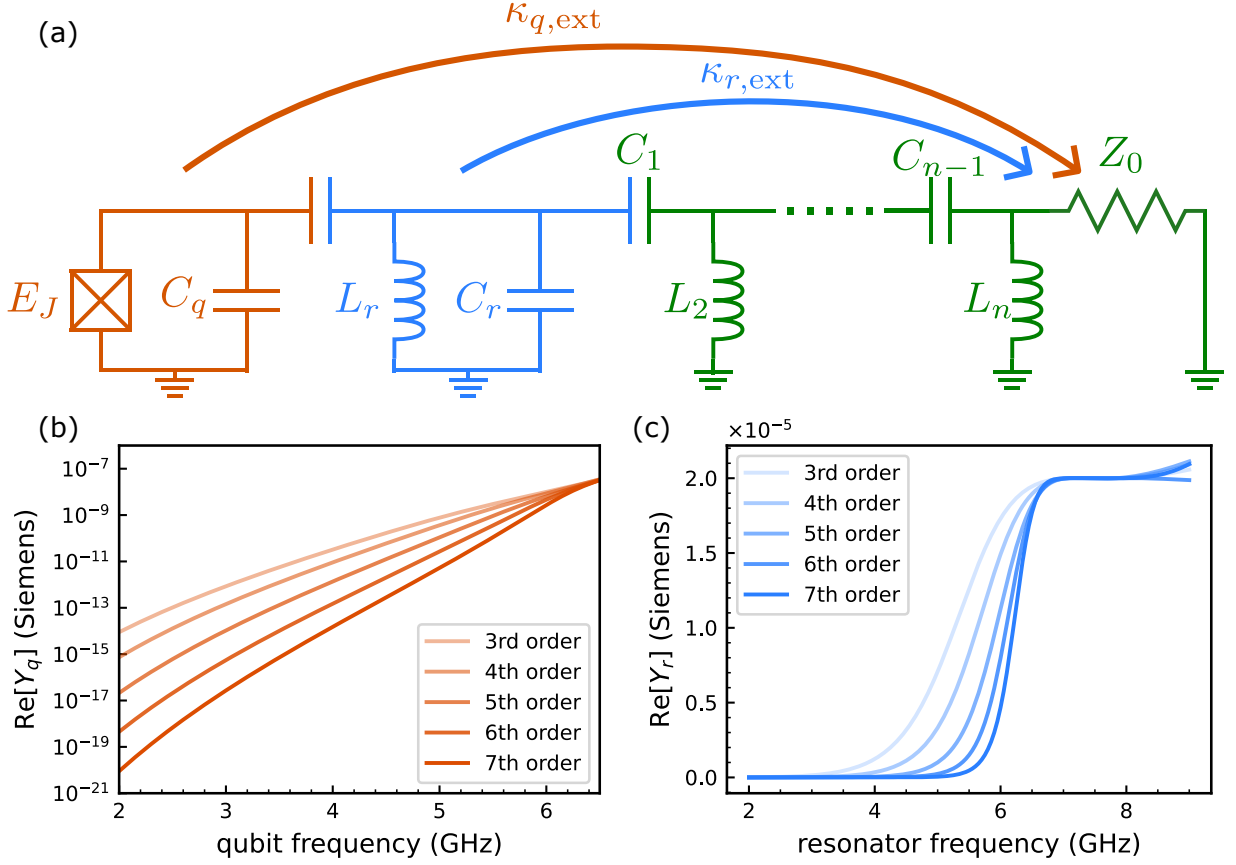 (a)
κq,ext
κr,ext
C1
Cn−1
Z0
EJ
Cq
Lr
Cr
L2
Ln
(b)
Re[Yq] (Siemens)
10−7
10−9
10−11
10−13
10−15
10−17
10−19
10−21
3rd order
4th order
5th order
6th order
7th order
2 3 4 5 6
qubit frequency (GHz)
(c)
×10−5
Re[Yr] (Siemens)
2.0
1.5
1.0
0.5
0.0
3rd order
4th order
5th order
6th order
7th order
2 4 6 8
resonator frequency (GHz)